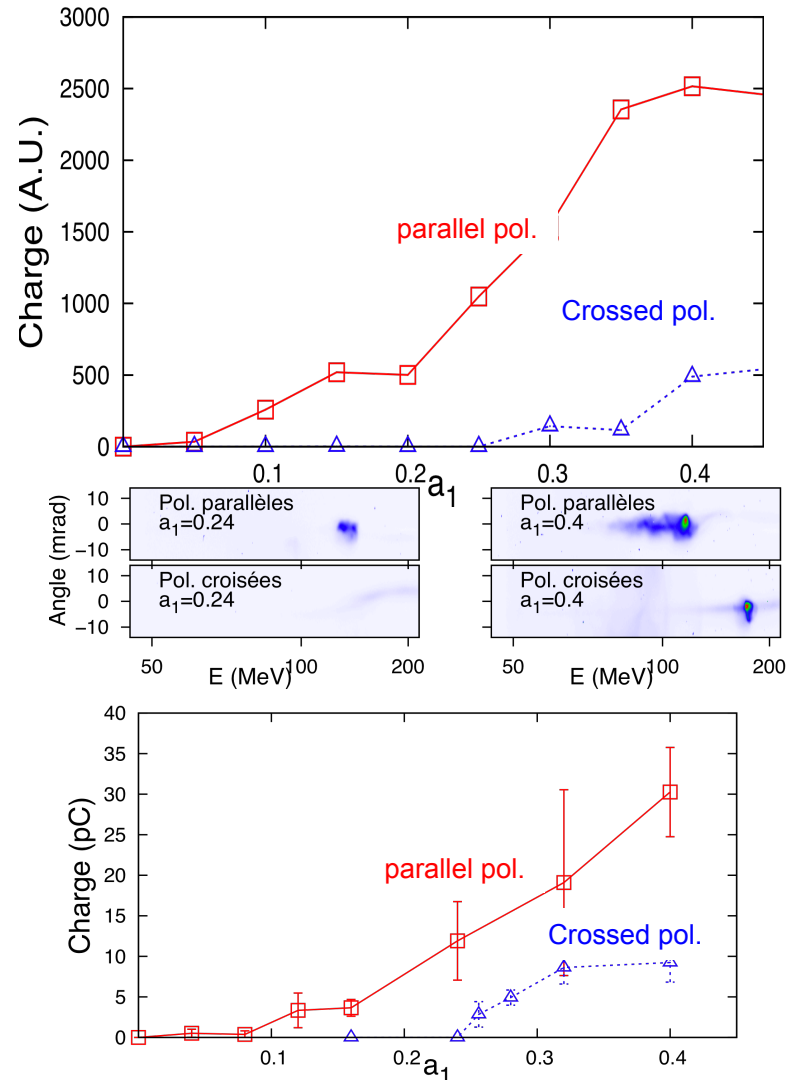 3000
2500
2000
1500
1000
500
0
Charge (A.U.)
parallel pol.
Crossed pol.
0.1 0.2 0.3 0.4
a1
10
0
−10
Pol. parallèles
a1=0.24
Pol. parallèles
a1=0.4
10
0
−10
Pol. croisées
a1=0.24
Pol. croisées
a1=0.4
Angle (mrad)
50 100 200
E (MeV)
50 100 200
E (MeV)
40
35
30
25
20
15
10
5
0
Charge (pC)
parallel pol.
Crossed pol.
0.1 0.2 0.3 0.4
a1